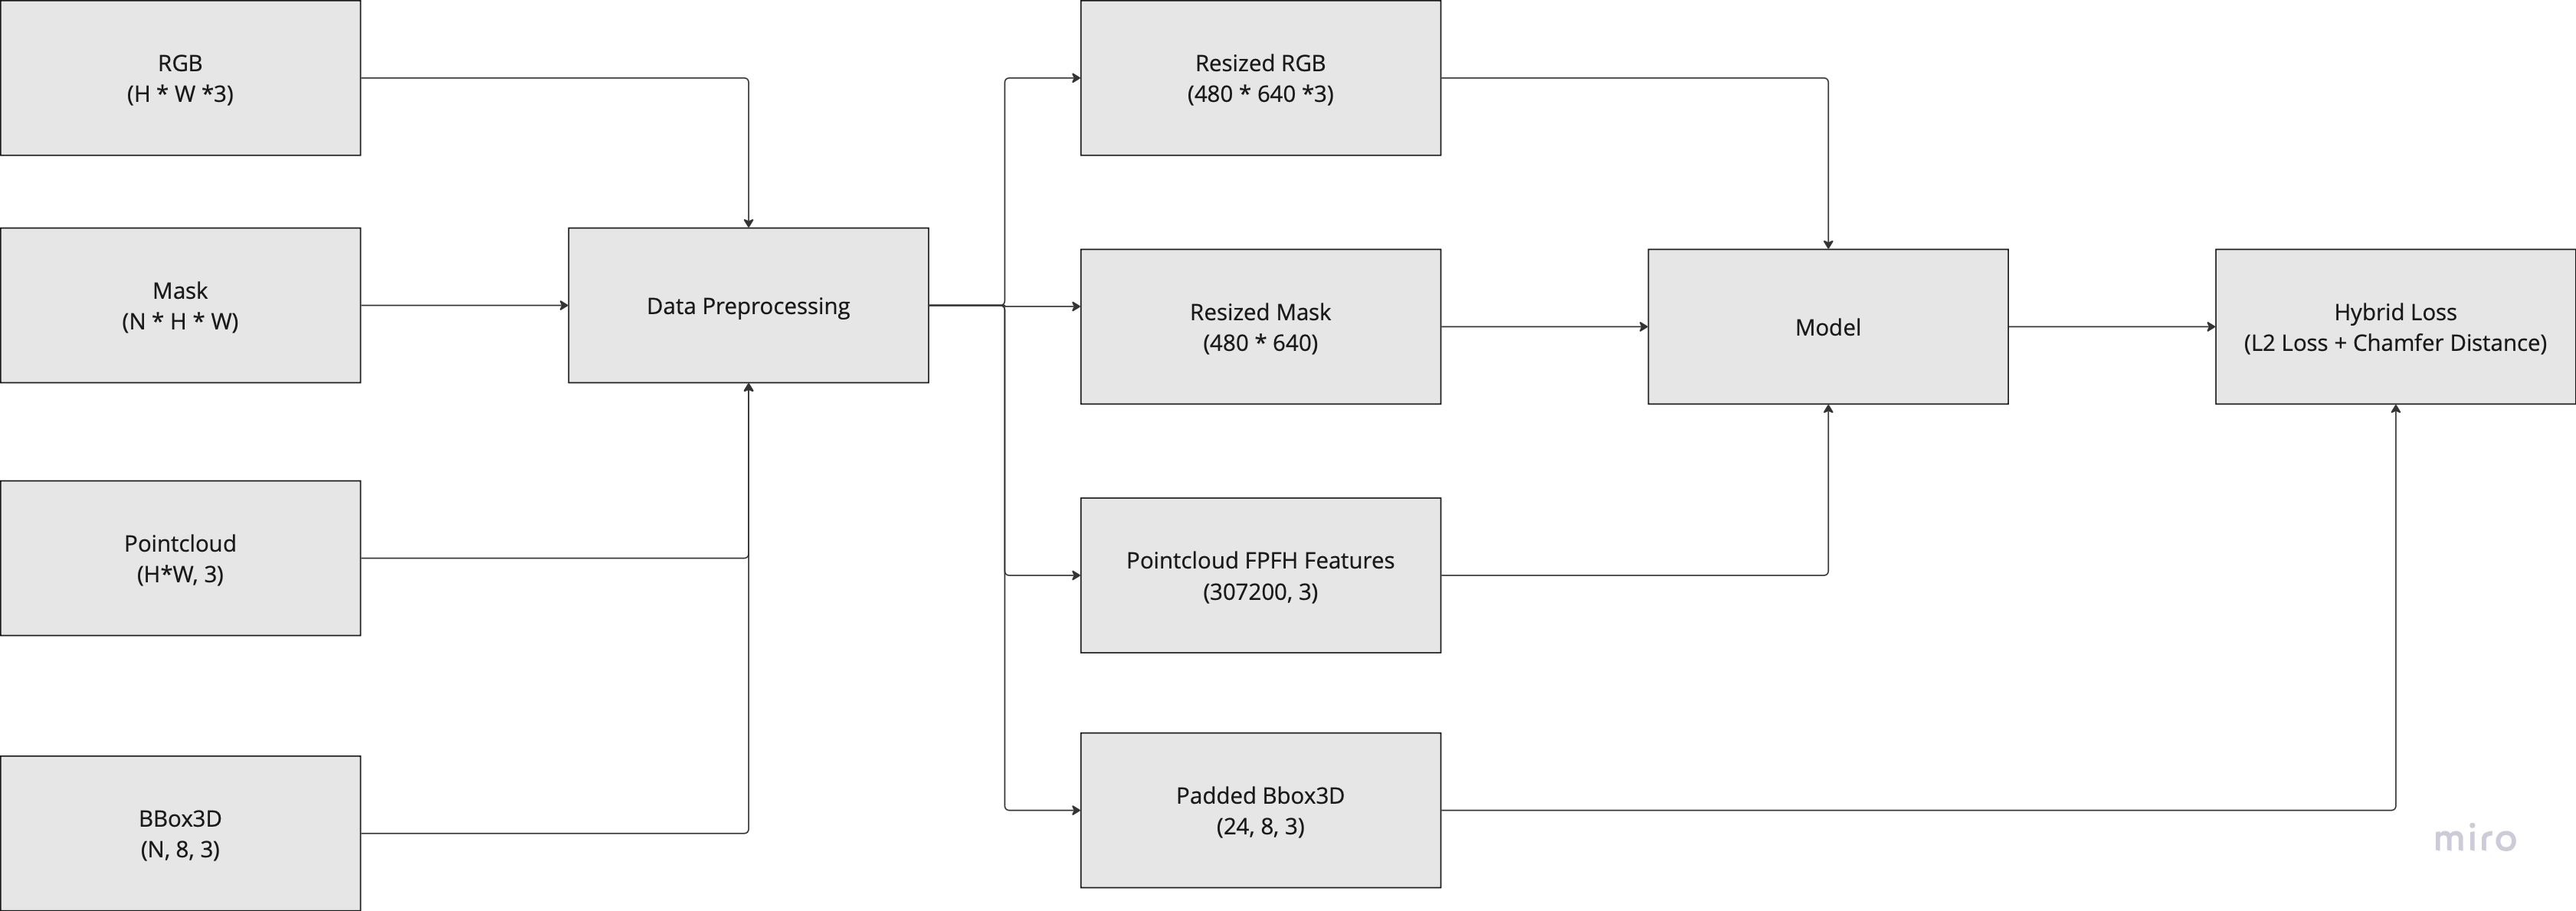 RGB
(H * W *3)
Mask
(N * H * W)
Pointcloud
(H*W, 3)
BBox3D
(N, 8, 3)
Data Preprocessing
Resized RGB
(480 * 640 *3)
Resized Mask
(480 * 640)
Pointcloud FPFH Features
(307200, 3)
Padded Bbox3D
(24, 8, 3)
Model
Hybrid Loss
(L2 Loss + Chamfer Distance)
miro